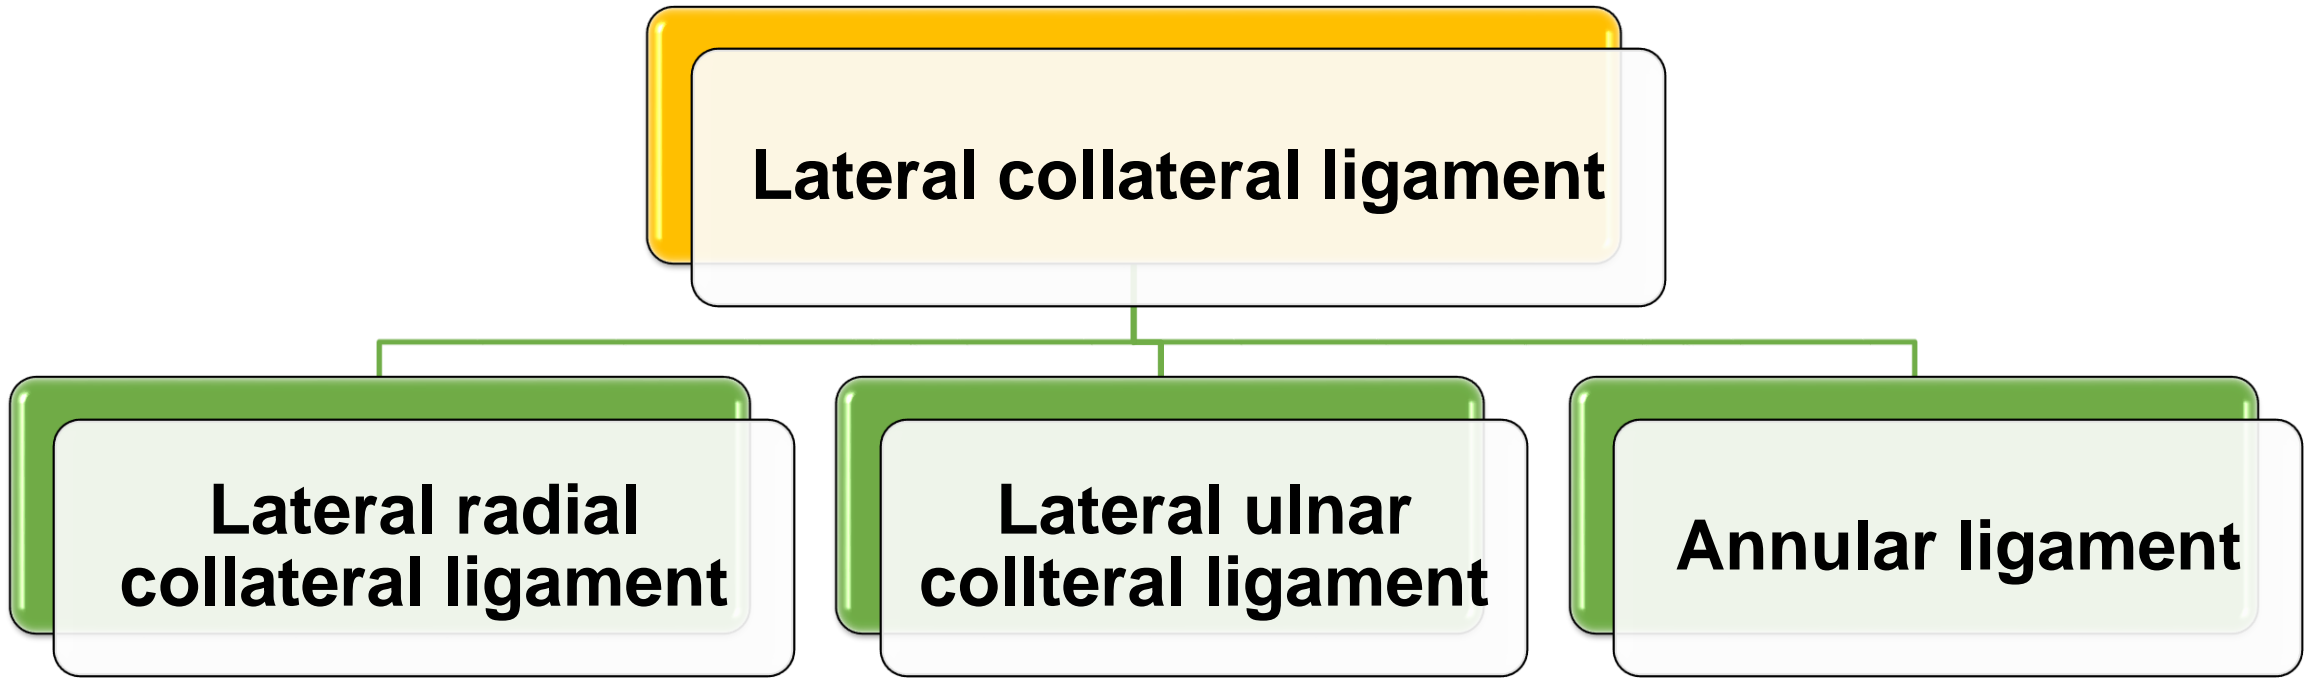 Lateral collateral ligament
Lateral radial
collateral ligament
Lateral ulnar
collteral ligament
Annular ligament